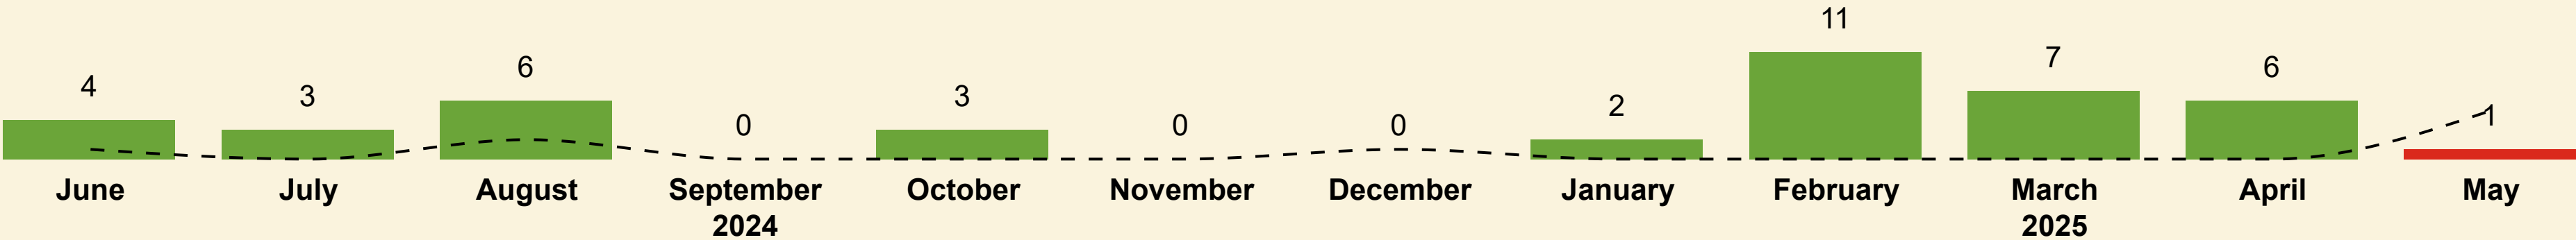 4 3 6 0 3 0 0 2 11 7 6 1
June July August September October November December January February March April May
2024 2025